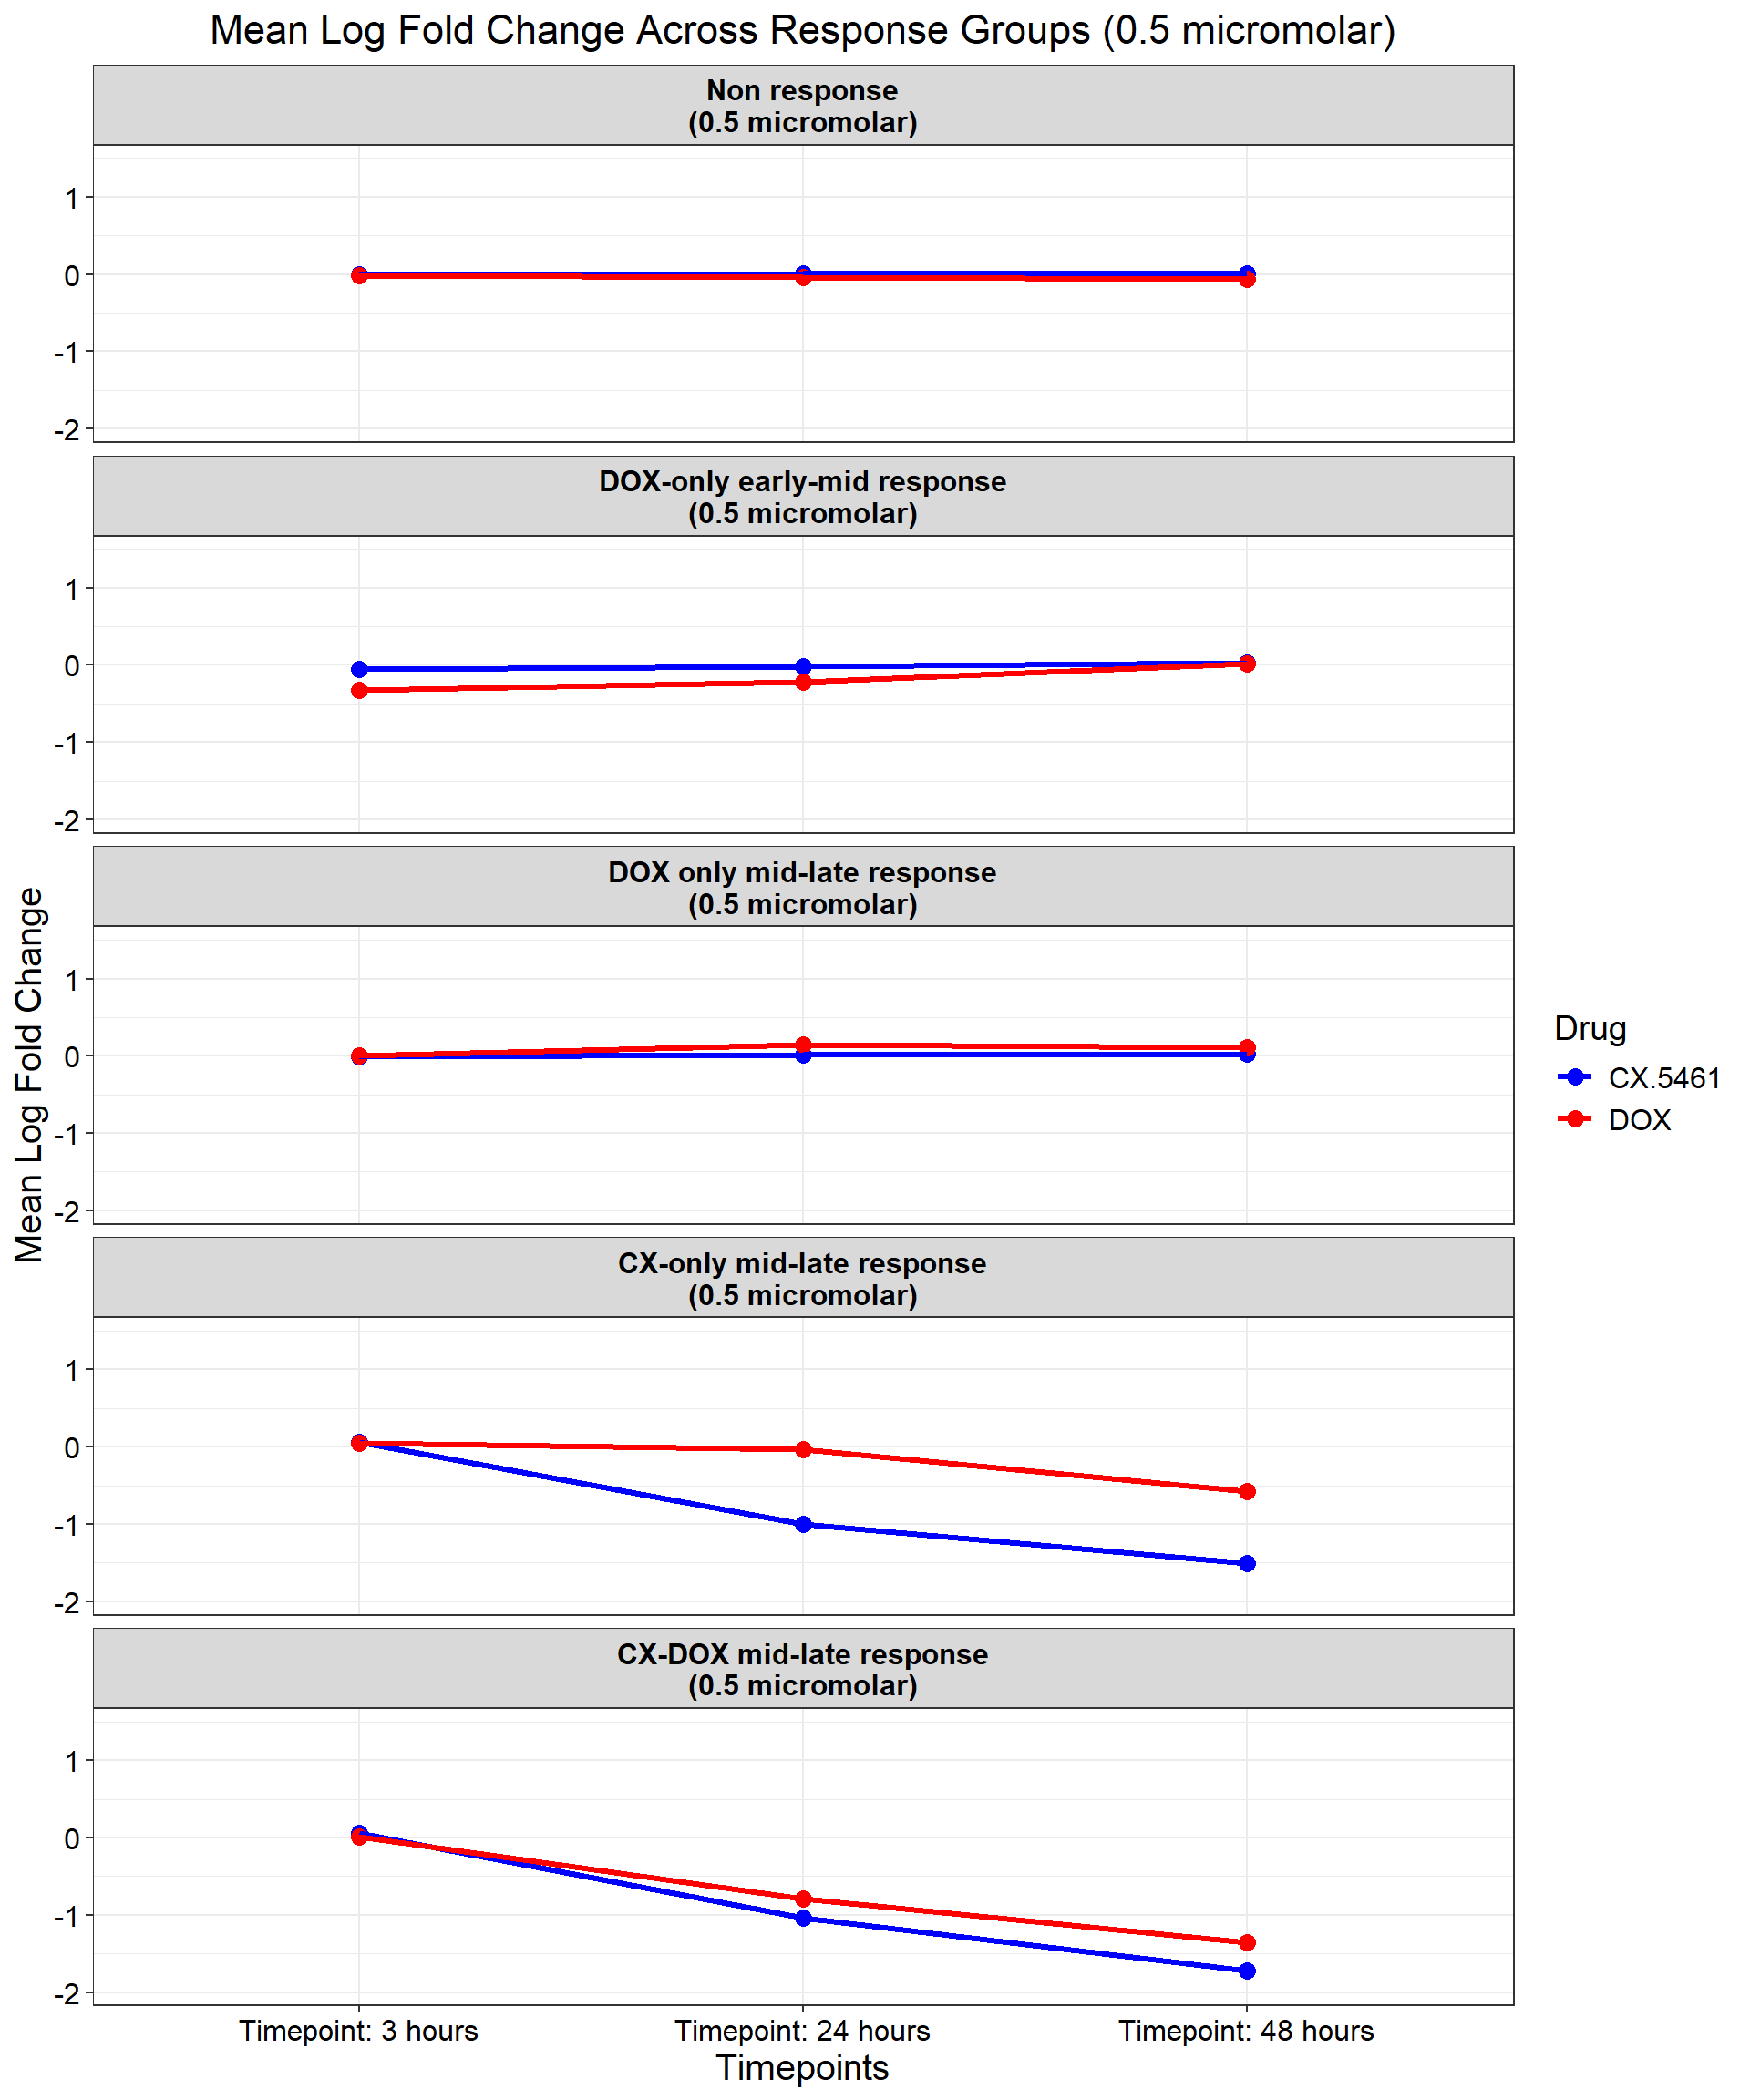 Mean Log Fold Change Across Response Groups (0.5 micromolar)
Non response
(0.5 micromolar)
1
0
-1
-2
DOX-only early-mid response
(0.5 micromolar)
1
0
-1
-2
DOX only mid-late response
(0.5 micromolar)
1
0
-1
-2
CX-only mid-late response
(0.5 micromolar)
1
0
-1
-2
CX-DOX mid-late response
(0.5 micromolar)
1
0
-1
-2
Mean Log Fold Change
Timepoint: 3 hours
Timepoint: 24 hours
Timepoint: 48 hours
Timepoints
Drug
CX.5461
DOX